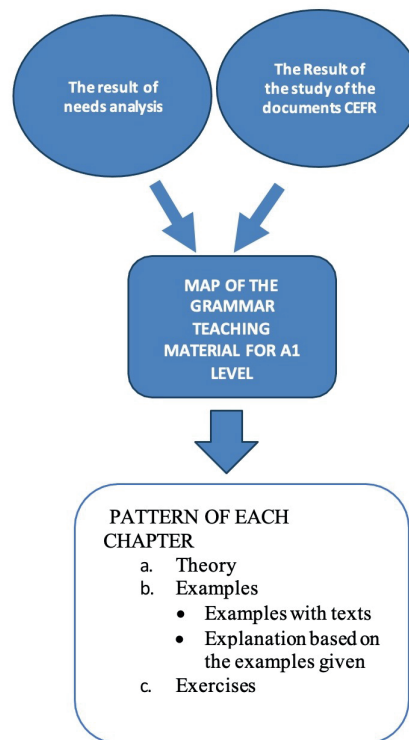 The result of
needs analysis
The Result of
the study of the
documents CEFR
MAP OF THE
GRAMMAR
TEACHING
MATERIAL FOR A1
LEVEL
PATTERN OF EACH
CHAPTER
a. Theory
b. Examples
• Examples with texts
• Explanation based on
the examples given
c. Exercises